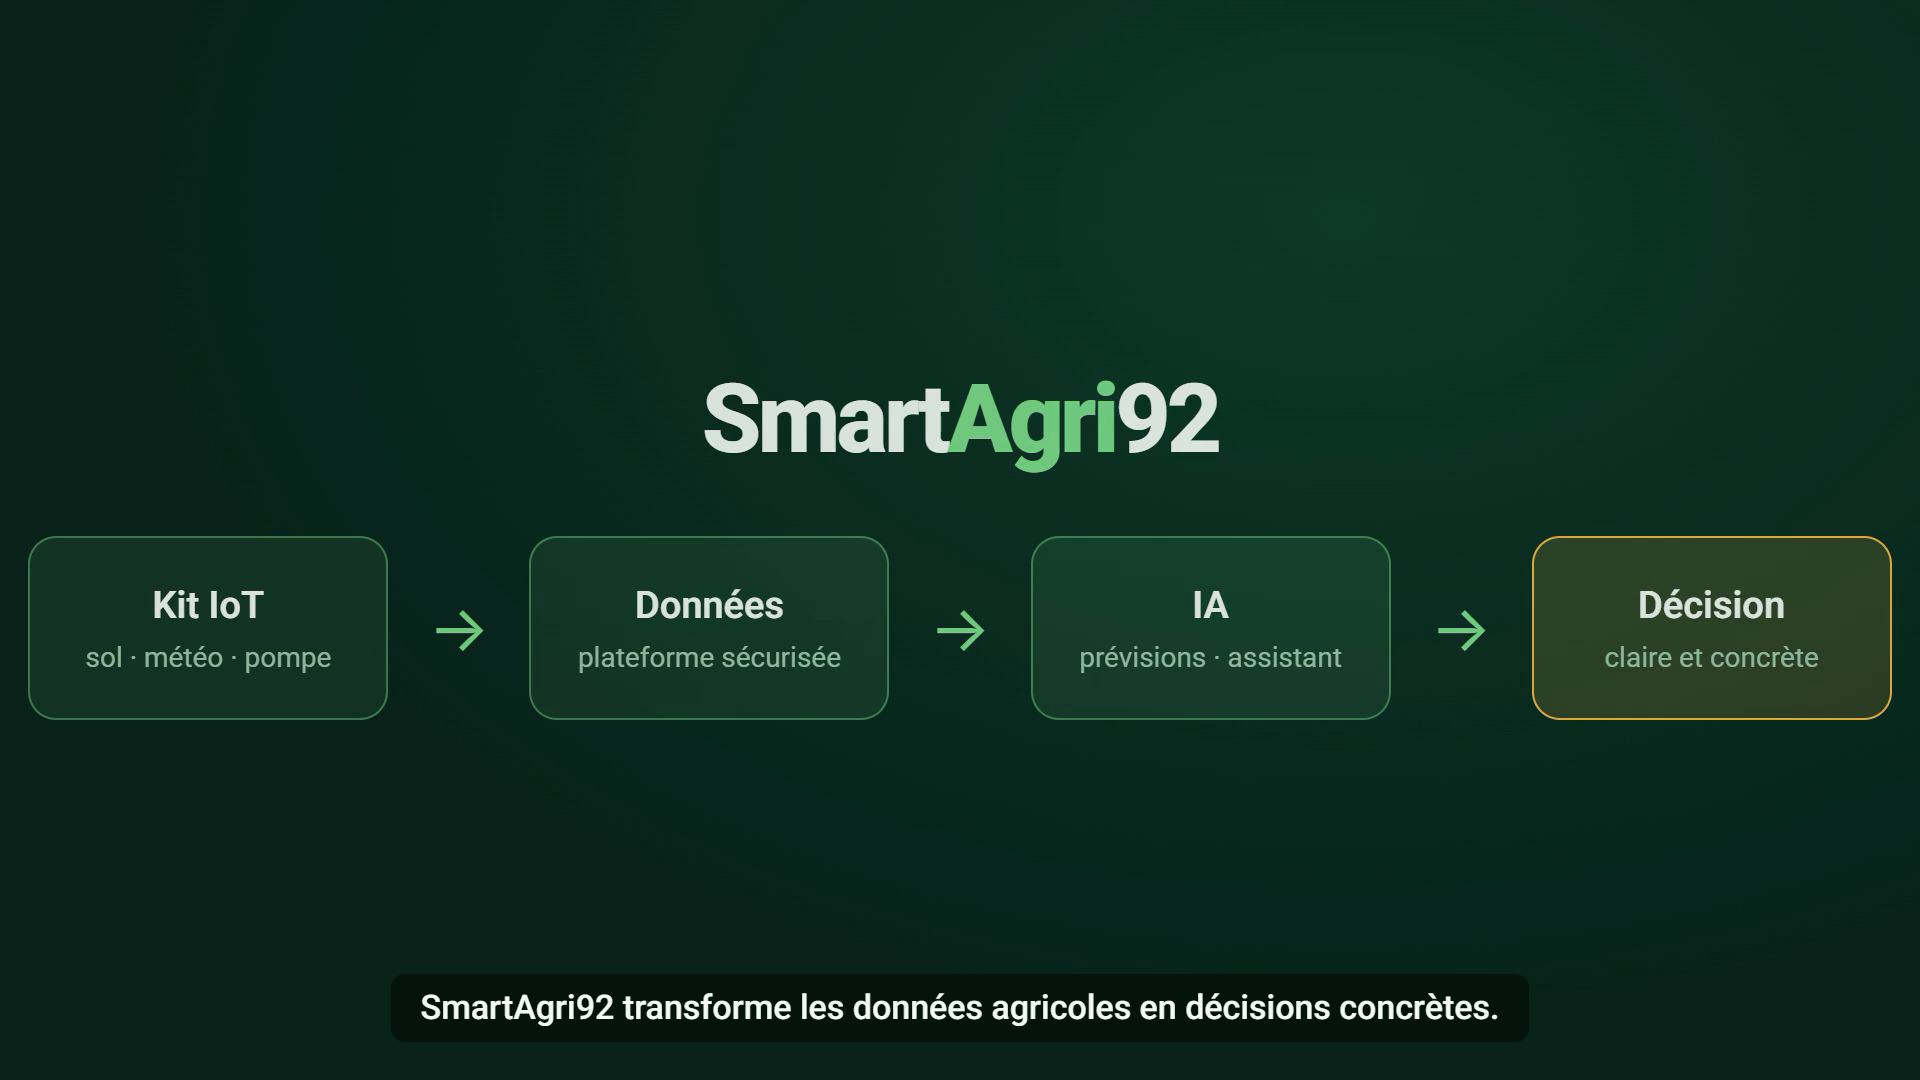 SmartAgri92
Kit IoT
sol · météo · pompe
→
Données
plateforme sécurisée
→
IA
prévisions · assistant
→
Décision
claire et concrète
SmartAgri92 transforme les données agricoles en décisions concrètes.